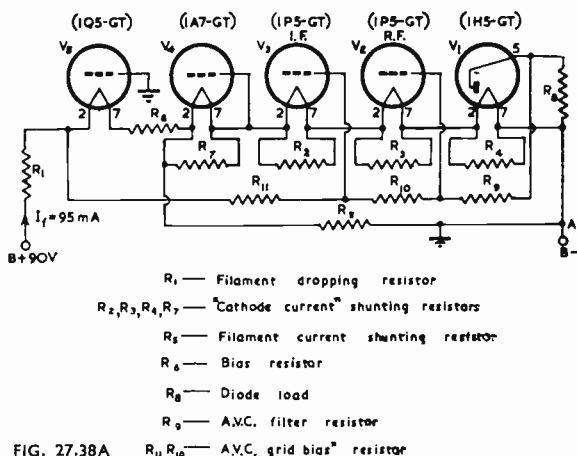 (1Q5-GT) (1A7-GT) (1P5-GT) (1P5-GT) (1H5-GT)
I.F. R.F.
V5 V4 V3 V2 V1 5
2 7 2 7 2 7 2 7 2 7
R6 R8
R7 R2 R3 R4
R1
R11 R10 R9
If = 95 mA R5
A
B+90V B-
R1 — Filament dropping resistor
R2, R3, R4, R7 — "Cathode current" shunting resistors
R5 — Filament current shunting resistor
R6 — Bias resistor
R8 — Diode load
R9 — A.V.C. filter resistor
FIG. 27.38A R11 R10 — A.V.C. grid bias" resistor